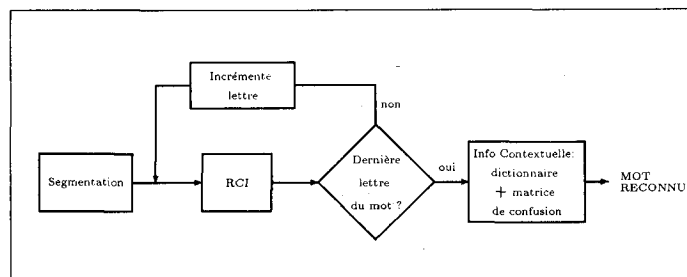 Incrémente
lettre
non
Segmentation
RCI
Dernière
lettre
du mot ?
oui
Info Contextuelle:
dictionnaire
+ matrice
de confusion
MOT
RECONNU